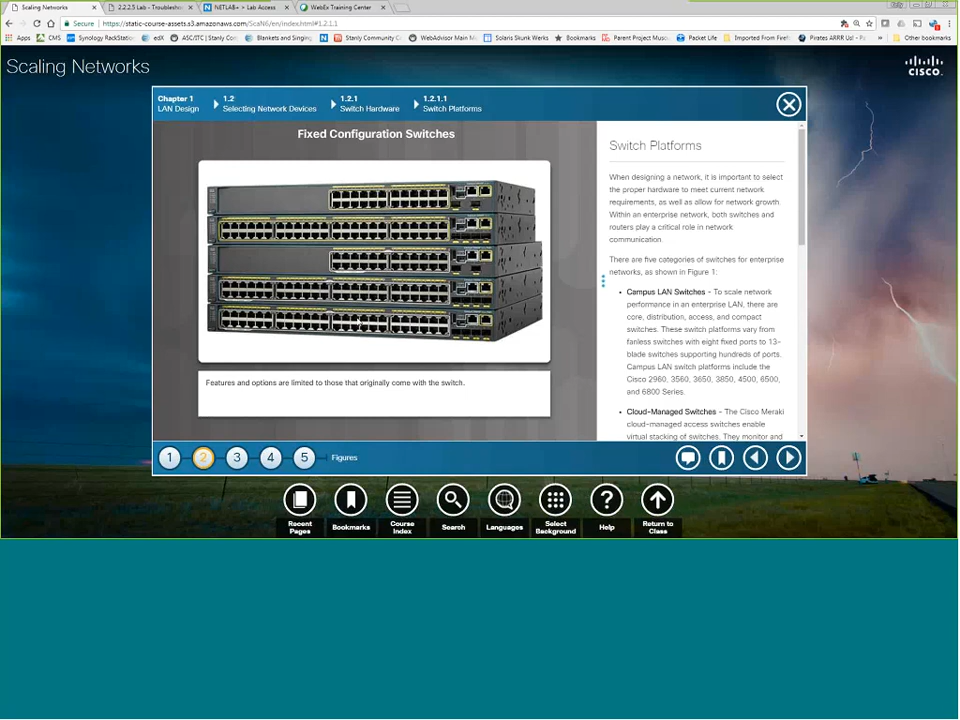 Scaling Networks
2.2.2.5 Lab - Troublesho
NETLAB+ > Lab Access
WebEx Training Center
Secure
https://static-course-assets.s3.amazonaws.com/ScaN6/en/index.html#1.2.1.1
Apps
CMS
Synology RackStatio
edX
ASC/ITC | Stanly Com
Blankets and Singing
Stanly Community C
WebAdvisor Main M
Solaris Skunk Werks
Bookmarks
Parent Project Musc
Packet Life
Imported From Firef
Pirates ARRR Us! - P
Other bookmarks
Scaling Networks
CISCO
Chapter 1
LAN Design
1.2
Selecting Network Devices
1.2.1
Switch Hardware
1.2.1.1
Switch Platforms
Fixed Configuration Switches
Features and options are limited to those that originally come with the switch.
Switch Platforms
When designing a network, it is important to select
the proper hardware to meet current network
requirements, as well as allow for network growth.
Within an enterprise network, both switches and
routers play a critical role in network
communication.
There are five categories of switches for enterprise
networks, as shown in Figure 1:
• Campus LAN Switches - To scale network
performance in an enterprise LAN, there are
core, distribution, access, and compact
switches. These switch platforms vary from
fanless switches with eight fixed ports to 13-
blade switches supporting hundreds of ports.
Campus LAN switch platforms include the
Cisco 2960, 3560, 3650, 3850, 4500, 6500,
and 6800 Series.
• Cloud-Managed Switches - The Cisco Meraki
cloud-managed access switches enable
virtual stacking of switches. They monitor and
1 2 3 4 5 Figures
Recent
Pages
Bookmarks
Course
Index
Search
Languages
Select
Background
Help
Return to
Class